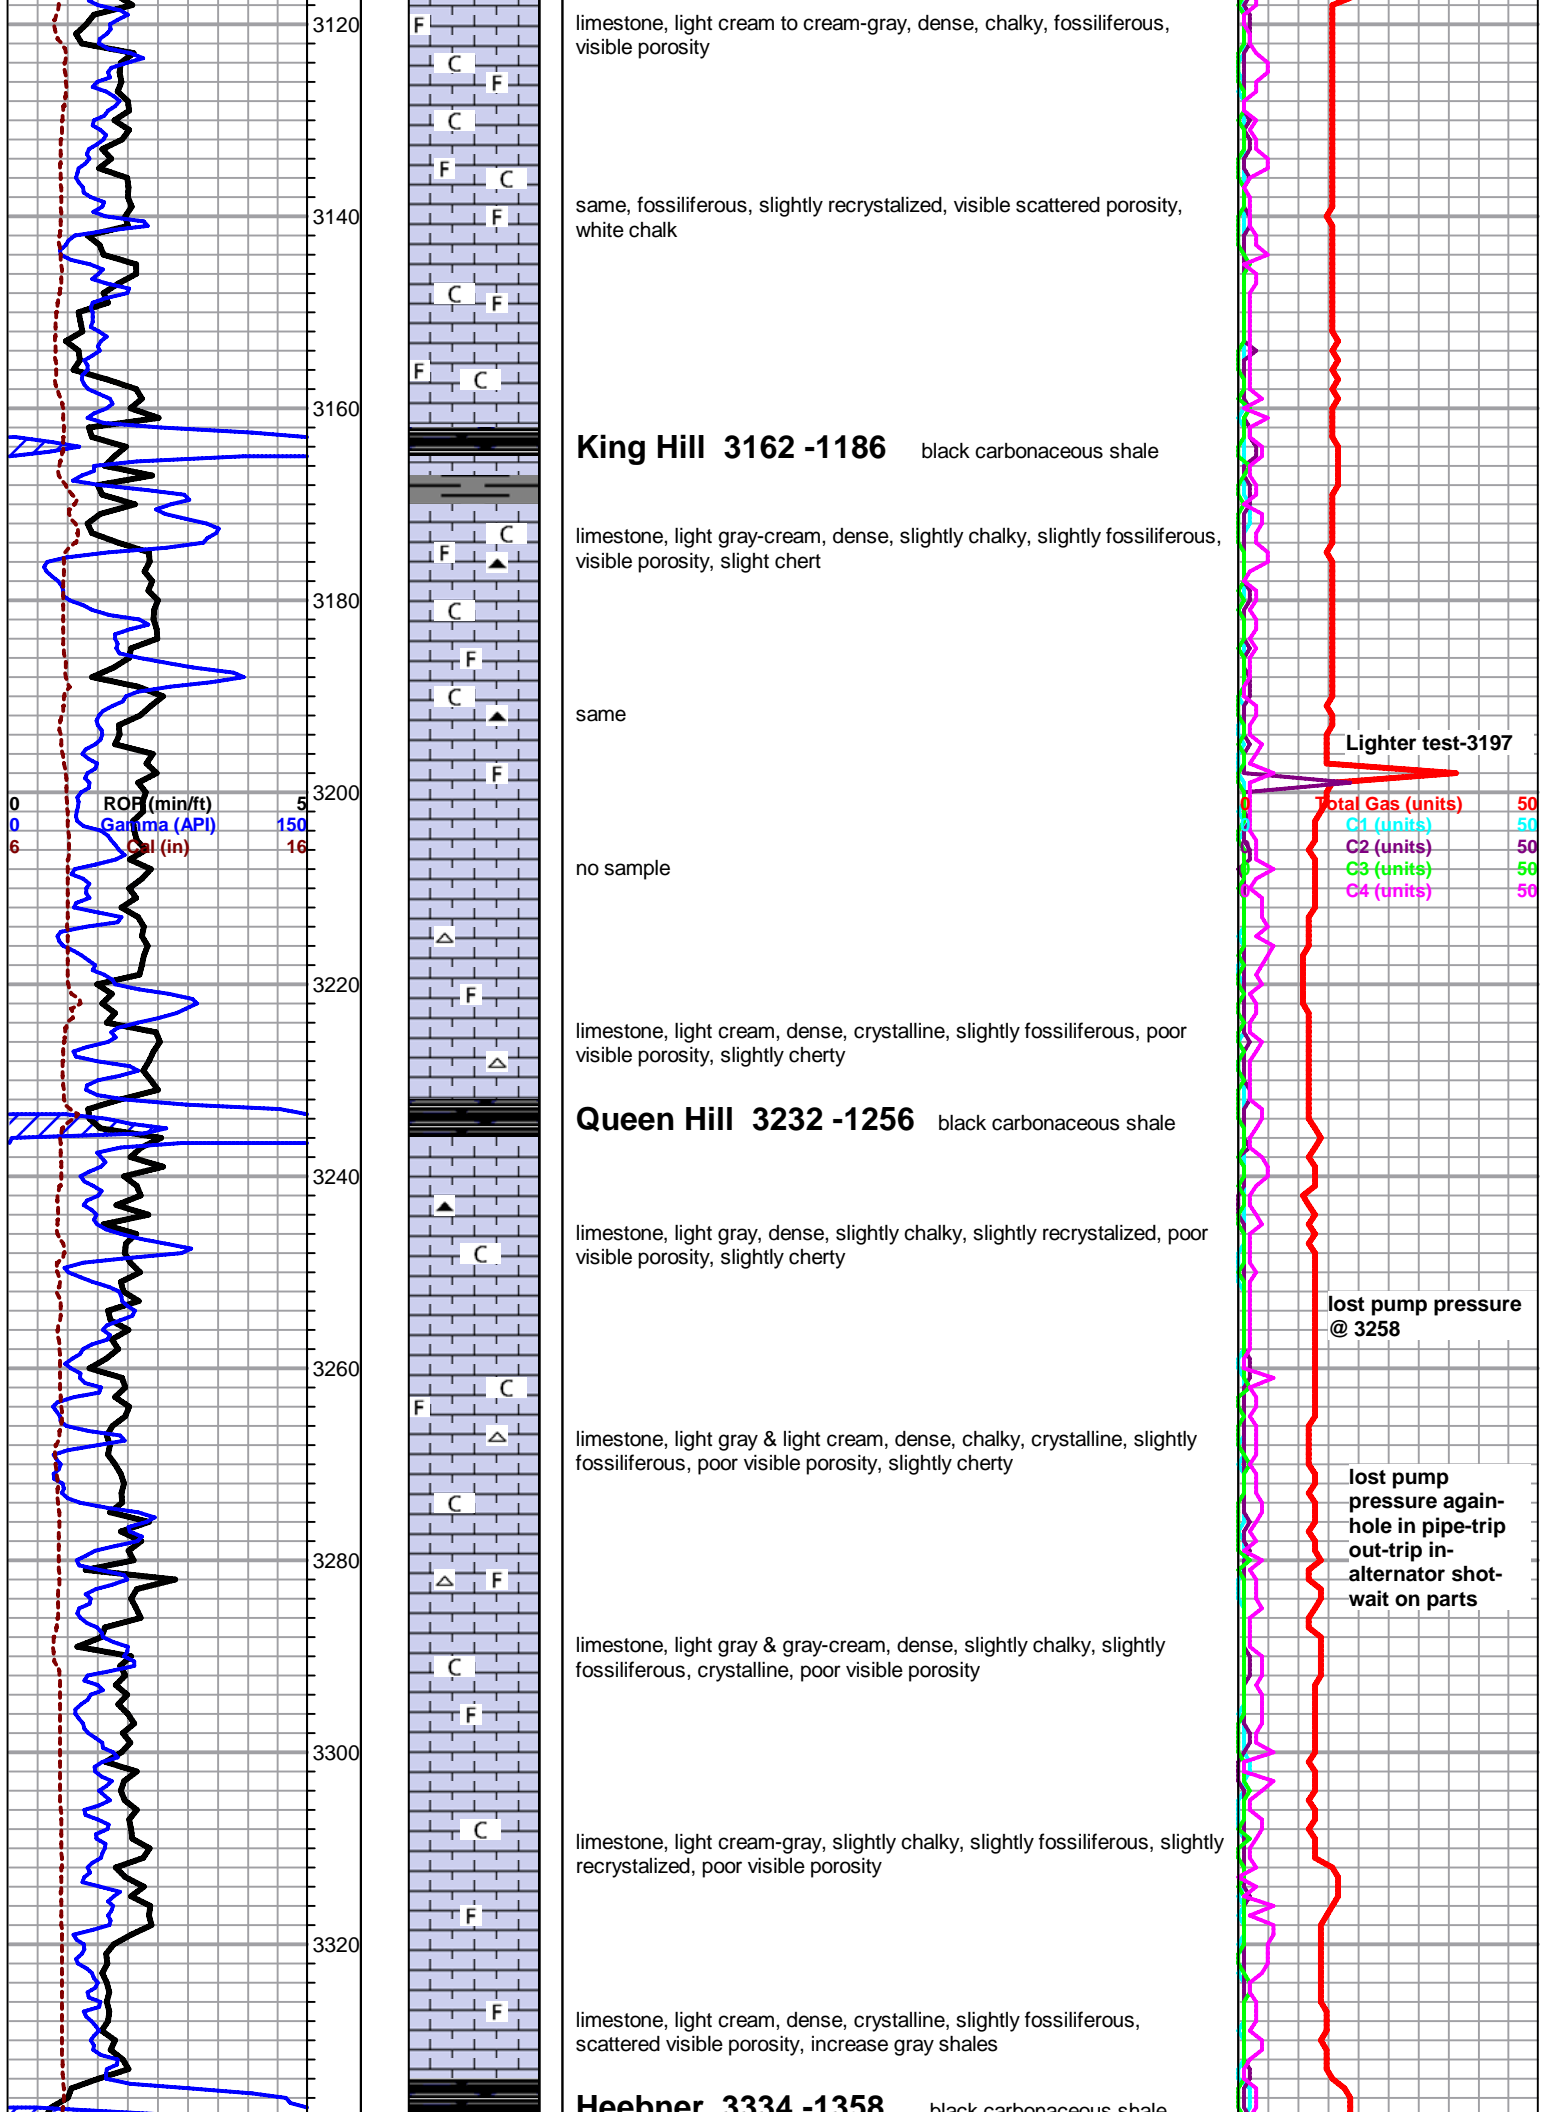 3120
F
limestone, light cream to cream-gray, dense, chalky, fossiliferous,
visible porosity
C
F
C
F
C
3140
F
same, fossiliferous, slightly recrystalized, visible scattered porosity,
white chalk
C
F
F
C
3160
King Hill 3162 -1186 black carbonaceous shale
C
limestone, light gray-cream, dense, slightly chalky, slightly fossiliferous,
visible porosity, slight chert
F
3180
C
F
C
same
F
Lighter test-3197
3200
0 ROP (min/ft) 5
0 Gamma (API) 150
6 Cal (in) 16
0 Total Gas (units) 50
C1 (units) 50
C2 (units) 50
C3 (units) 50
C4 (units) 50
no sample
3220
F
limestone, light cream, dense, crystalline, slightly fossiliferous, poor
visible porosity, slightly cherty
Queen Hill 3232 -1256 black carbonaceous shale
3240
limestone, light gray, dense, slightly chalky, slightly recrystalized, poor
visible porosity, slightly cherty
C
lost pump pressure
@ 3258
3260
C
F
limestone, light gray & light cream, dense, chalky, crystalline, slightly
fossiliferous, poor visible porosity, slightly cherty
C
lost pump
pressure again-
hole in pipe-trip
out-trip in-
alternator shot-
wait on parts
3280
F
limestone, light gray & gray-cream, dense, slightly chalky, slightly
fossiliferous, crystalline, poor visible porosity
C
F
3300
C
limestone, light cream-gray, slightly chalky, slightly fossiliferous, slightly
recrystalized, poor visible porosity
F
3320
F
limestone, light cream, dense, crystalline, slightly fossiliferous,
scattered visible porosity, increase gray shales
Heebner 3334 -1358 black carbonaceous shale